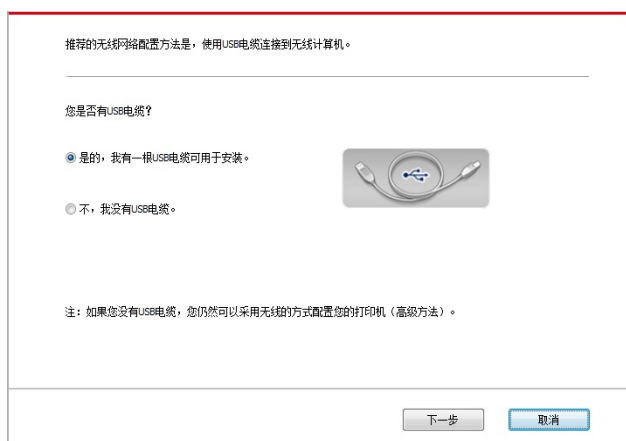 推荐的无线网络配置方法是，使用USB电缆连接到无线计算机。
您是否有USB电缆？
是的，我有一根USB电缆可用于安装。
不，我没有USB电缆。
注：如果您没有USB电缆，您仍然可以采用无线的方式配置您的打印机（高级方法）。
下一步
取消